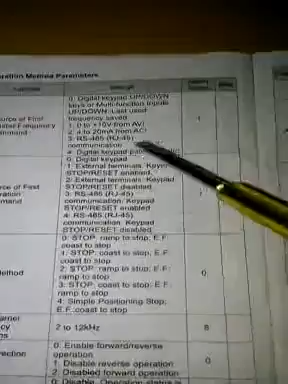 Operation Method Parameters
0: Digital keypad UP/DOWN
keys or Multi-function Inputs
UP/DOWN. Last used
frequency saved.
1: 0 to +10V from AVI
2: 4 to 20mA from ACI
3: RS-485 (RJ-45)
communication
4: Digital keypad
0: Digital keypad
1: External terminals. Keypad
STOP/RESET enabled.
2: External terminals. Keypad
STOP/RESET disabled.
3: RS-485 (RJ-45)
communication. Keypad
STOP/RESET enabled.
4: RS-485 (RJ-45)
communication. Keypad
STOP/RESET disabled.
0: STOP: ramp to stop; E.F.:
coast to stop
1: STOP: coast to stop; E.F.:
coast to stop
2: STOP: ramp to stop; E.F.:
ramp to stop
3: STOP: coast to stop; E.F.:
ramp to stop
4: Simple Positioning Stop;
E.F.:coast to stop
0
2 to 12kHz
8
0: Enable forward/reverse
operation
1: Disable reverse operation
2: Disabled forward operation
0